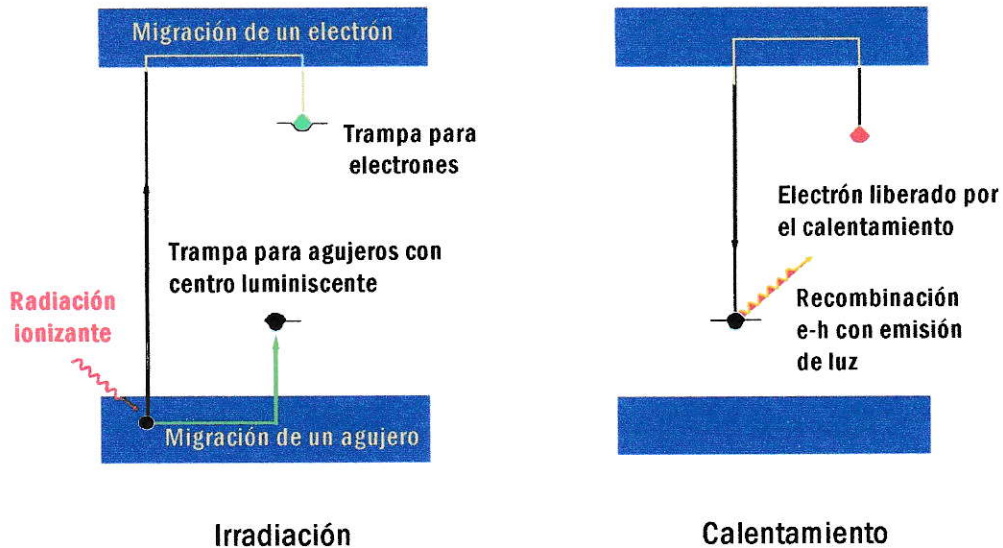 Migración de un electrón
Trampa para
electrones
Trampa para agujeros con
centro luminiscente
Radiación
ionizante
Migración de un agujero
Irradiación
Electrón liberado por
el calentamiento
Recombinación
e-h con emisión
de luz
Calentamiento